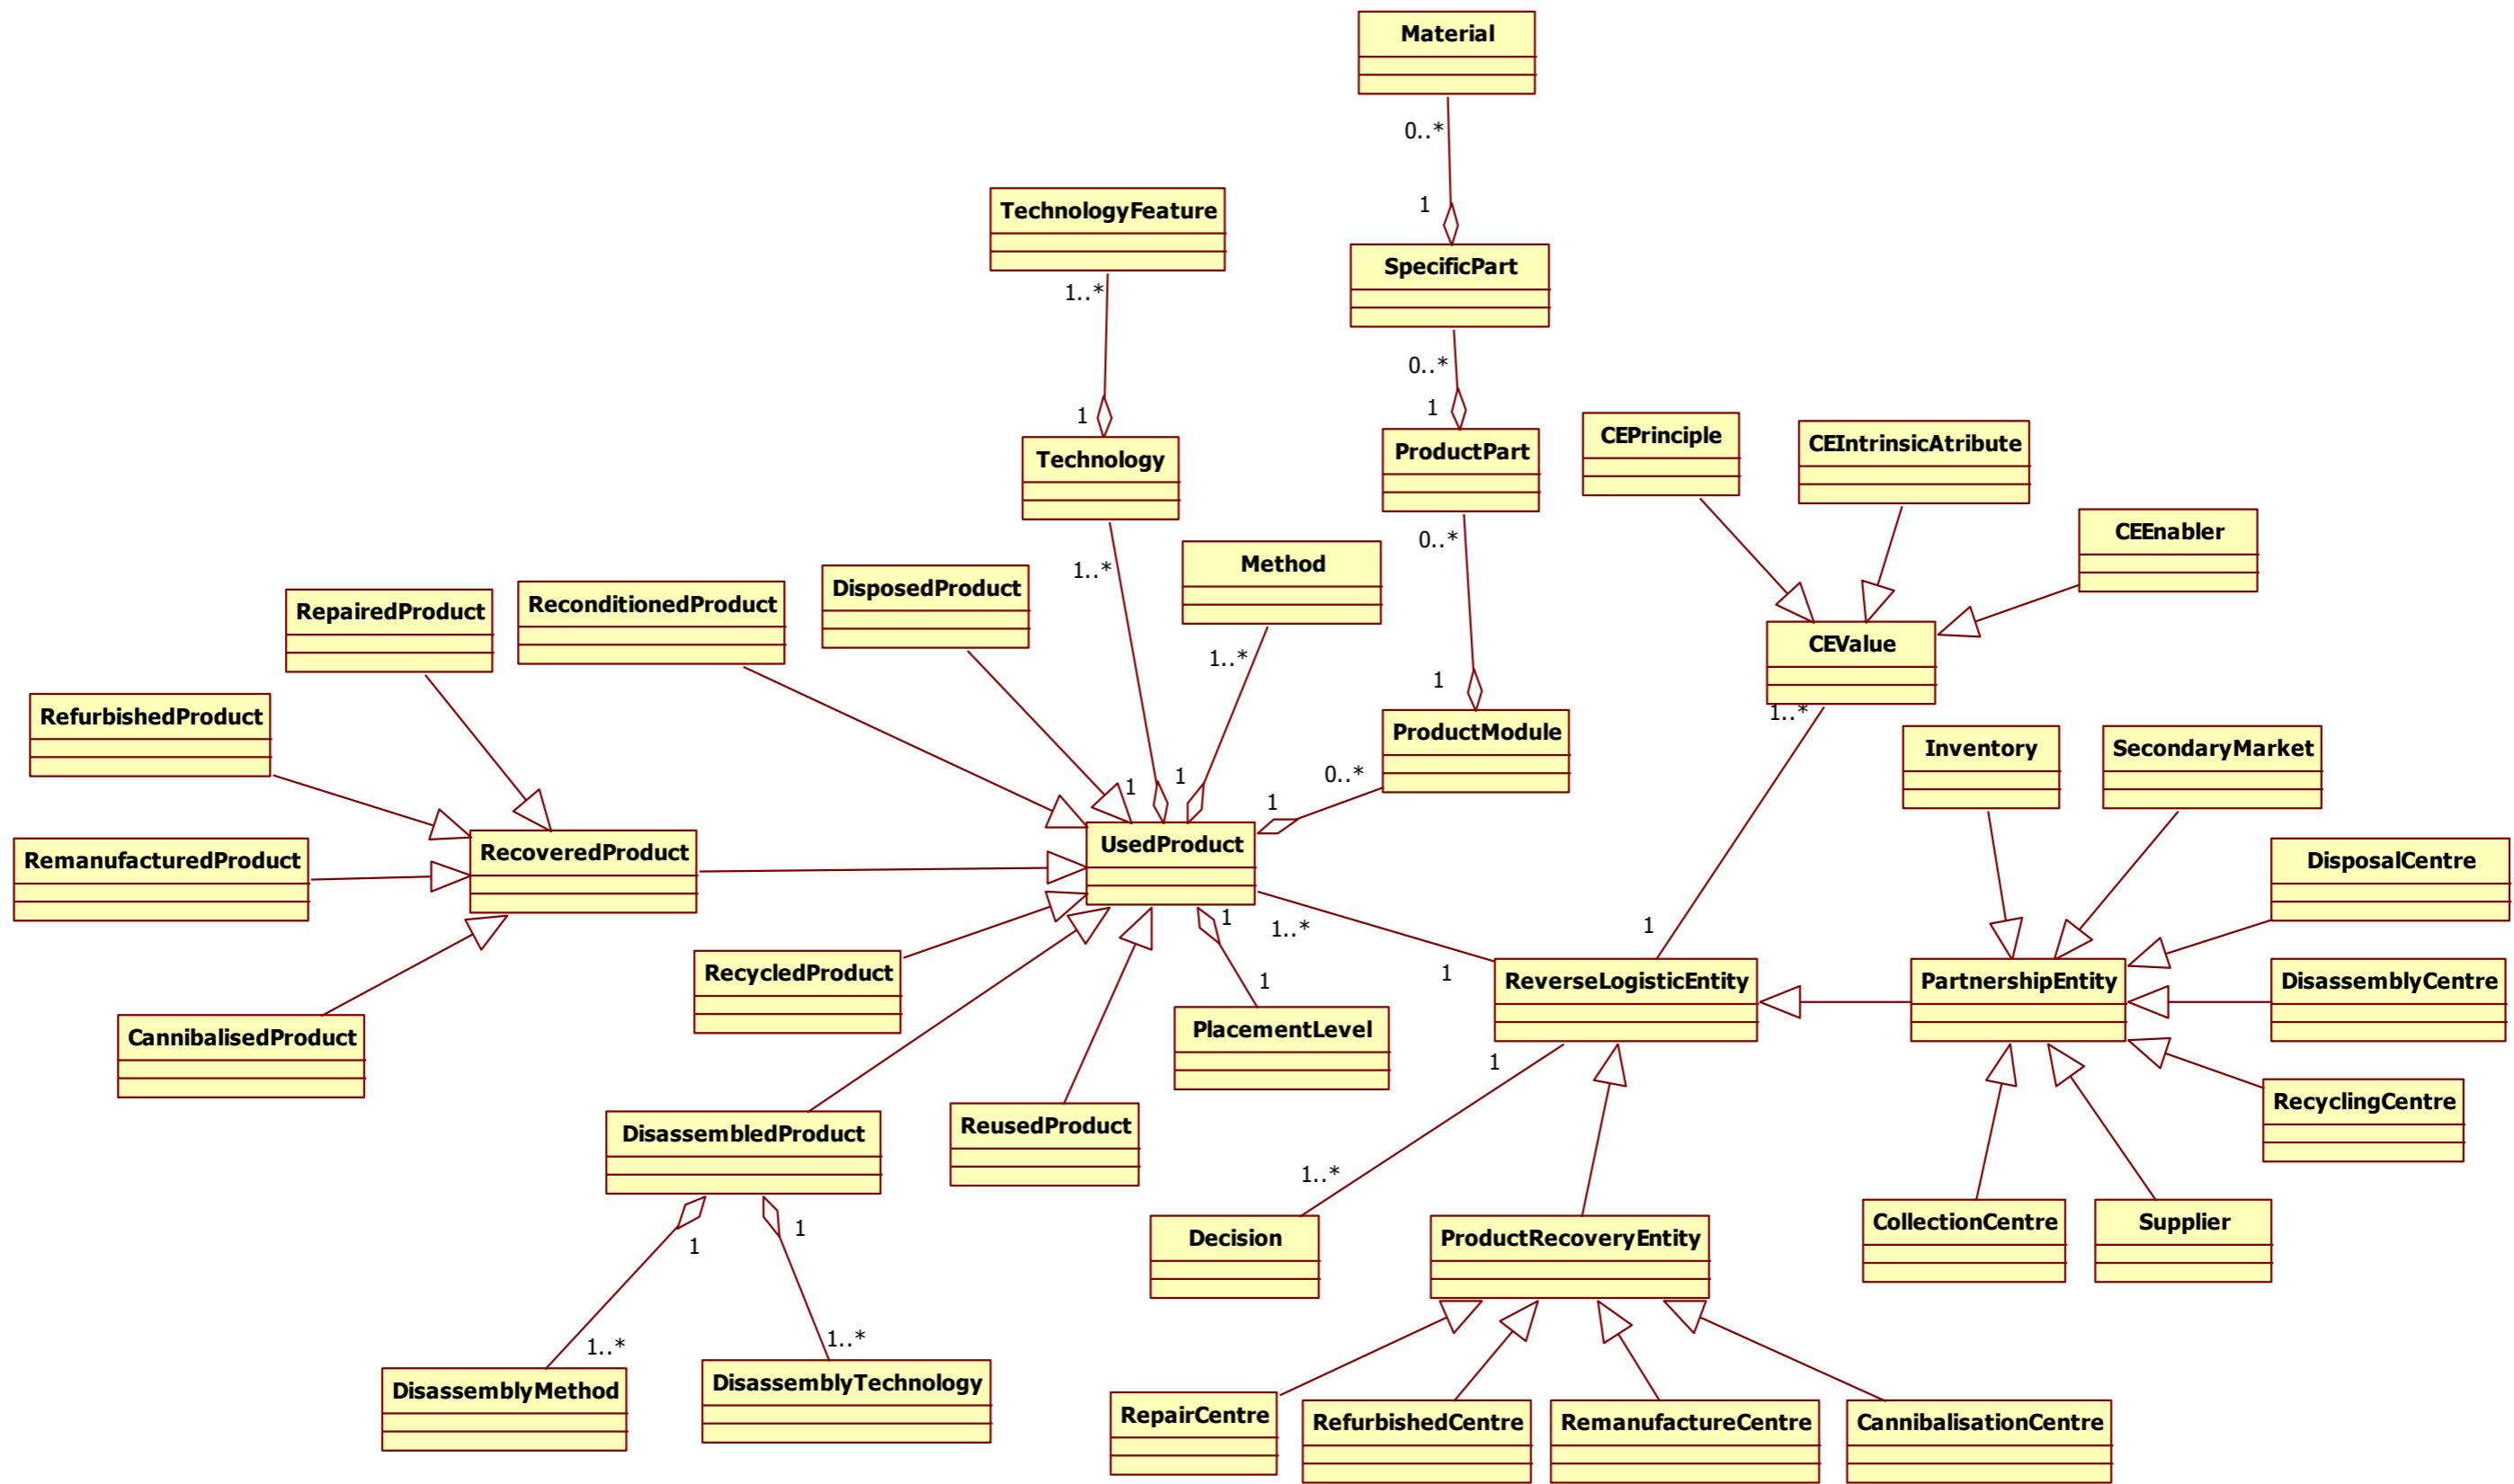 Material
0..*
1
TechnologyFeature
SpecificPart
1..*
0..*
1
1
Technology
ProductPart
CEPrinciple
CEIntrinsicAtribute
CEEnabler
0..*
1..*
Method
RepairedProduct
ReconditionedProduct
DisposedProduct
1..*
1
CEValue
1..*
RefurbishedProduct
ProductModule
Inventory
SecondaryMarket
0..*
1
1
1
RemanufacturedProduct
RecoveredProduct
UsedProduct
DisposalCentre
1
1..*
1
RecycledProduct
1
1
ReverseLogisticEntity
PartnershipEntity
DisassemblyCentre
CannibalisedProduct
PlacementLevel
1
RecyclingCentre
DisassembledProduct
ReusedProduct
1..*
1
1
Decision
ProductRecoveryEntity
CollectionCentre
Supplier
1..*
1..*
DisassemblyMethod
DisassemblyTechnology
RepairCentre
RefurbishedCentre
RemanufactureCentre
CannibalisationCentre